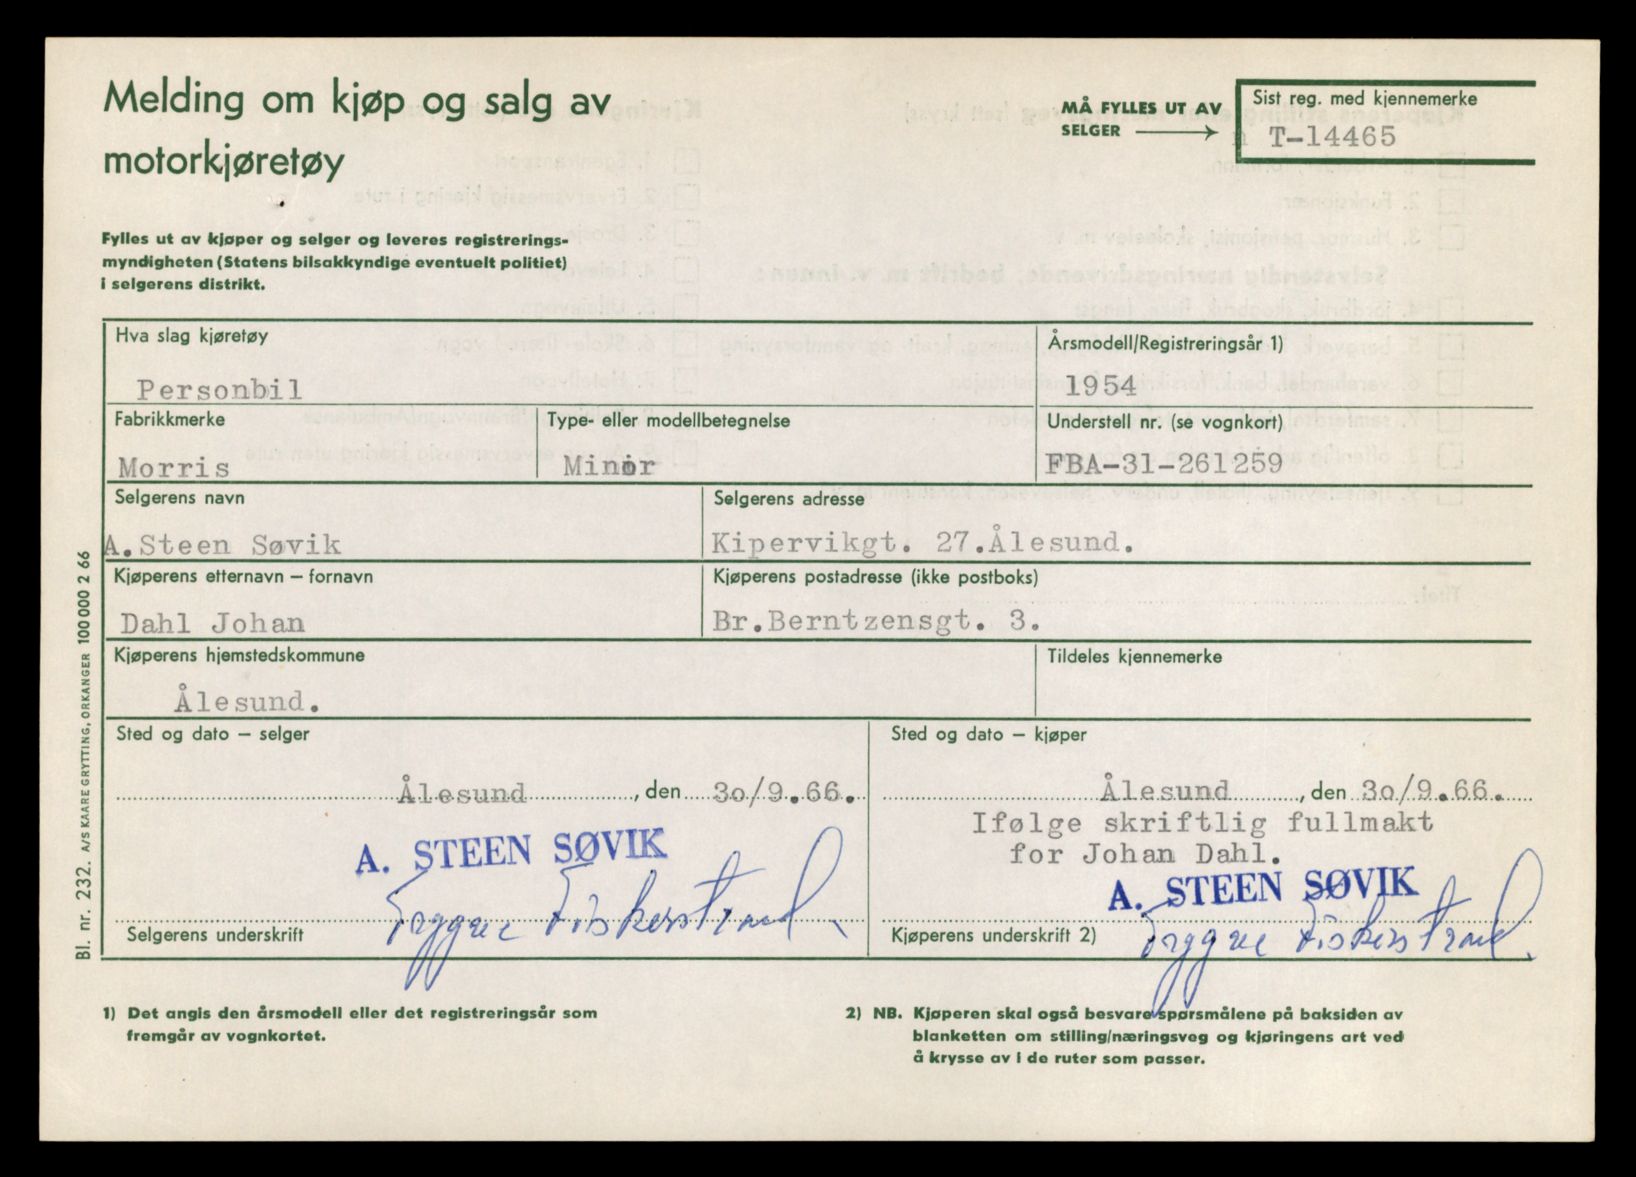 Melding om kjøp og salg av
motorkjøretøy
MÅ FYLLES UT AV
SELGER
Sist reg. med kjennemerke
T-14465
Fylles ut av kjøper og selger og leveres registrerings-
myndigheten (Statens bilsakkyndige eventuelt politiet)
i selgerens distrikt.
Hva slag kjøretøy
Årsmodell/Registreringsår 1)
Personbil
1954
Fabrikkmerke
Type- eller modellbetegnelse
Understell nr. (se vognkort)
Morris
Minor
FBA-31-261259
Selgerens navn
Selgerens adresse
A.Steen Søvik
Kipervikgt. 27.Ålesund.
Kjøperens etternavn – fornavn
Kjøperens postadresse (ikke postboks)
Dahl Johan
Br.Berntzensgt. 3.
Kjøperens hjemstedskommune
Tildeles kjennemerke
Ålesund.
Sted og dato – selger
Sted og dato – kjøper
Ålesund, den 3o/9.66.
Ålesund, den 3o/9.66.
Ifølge skriftlig fullmakt
for Johan Dahl.
A. STEEN SØVIK
A. STEEN SØVIK
Selgerens underskrift
Tryggve Fiskerstrand.
Kjøperens underskrift 2)
Tryggve Fiskerstrand.
1) Det angis den årsmodell eller det registreringsår som
fremgår av vognkortet.
2) NB. Kjøperen skal også besvare spørsmålene på baksiden av
blanketten om stilling/næringsveg og kjøringens art ved
å krysse av i de ruter som passer.
Bl. nr. 232. A/S KAARE GRYTTING, ORKANGER 100 000 2 66